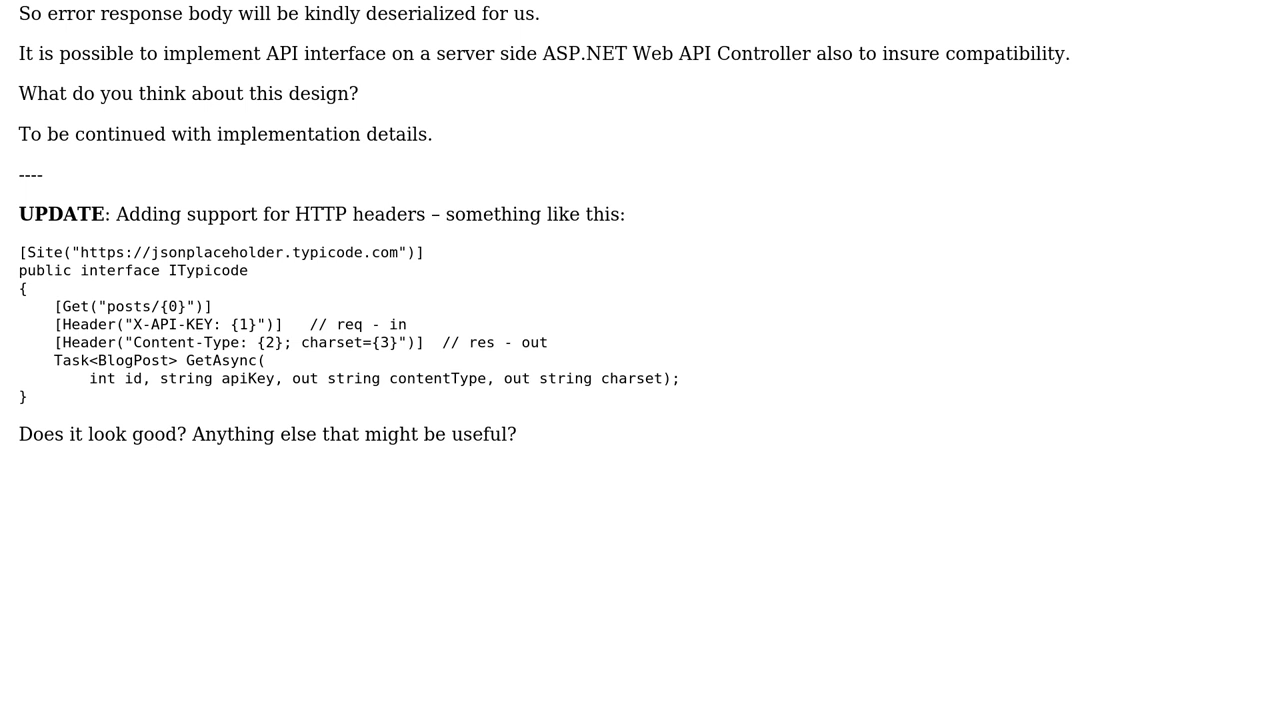 So error response body will be kindly deserialized for us.
It is possible to implement API interface on a server side ASP.NET Web API Controller also to insure compatibility.
What do you think about this design?
To be continued with implementation details.
----
UPDATE: Adding support for HTTP headers – something like this:
[Site("https://jsonplaceholder.typicode.com")]
public interface ITypicode
{
    [Get("posts/{0}")]
    [Header("X-API-KEY: {1}")]   // req - in
    [Header("Content-Type: {2}; charset={3}")]  // res - out
    Task<BlogPost> GetAsync(
        int id, string apiKey, out string contentType, out string charset);
}
Does it look good? Anything else that might be useful?